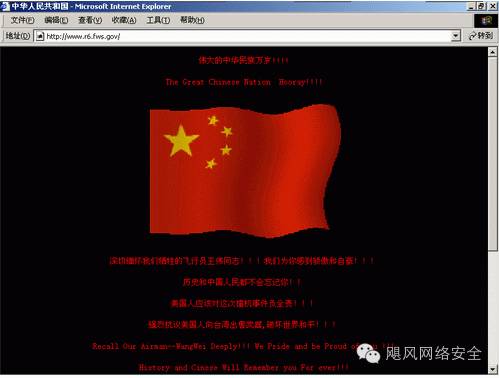 中华人民共和国 - Microsoft Internet Explorer
文件(F) 编辑(E) 查看(V) 收藏(A) 工具(T) 帮助(H)
地址(D) http://www.r6.fws.gov/ 转到
伟大的中华民族万岁!!!!
The Great Chinese Nation Hooray!!!!
深切缅怀我们牺牲的飞行员王伟同志！！！我们为你感到骄傲和自豪！！！
历史和中国人民都不会忘记你！！
美国人应该对这次撞机事件负全责！！！
强烈抗议美国人向台湾出售武器,破坏世界和平！！！
Recall Our Airman--WangWei Deeply!!! We Pride and be Proud of !!!
History and Cinese Will Remember you For ever!!!
飓风网络安全